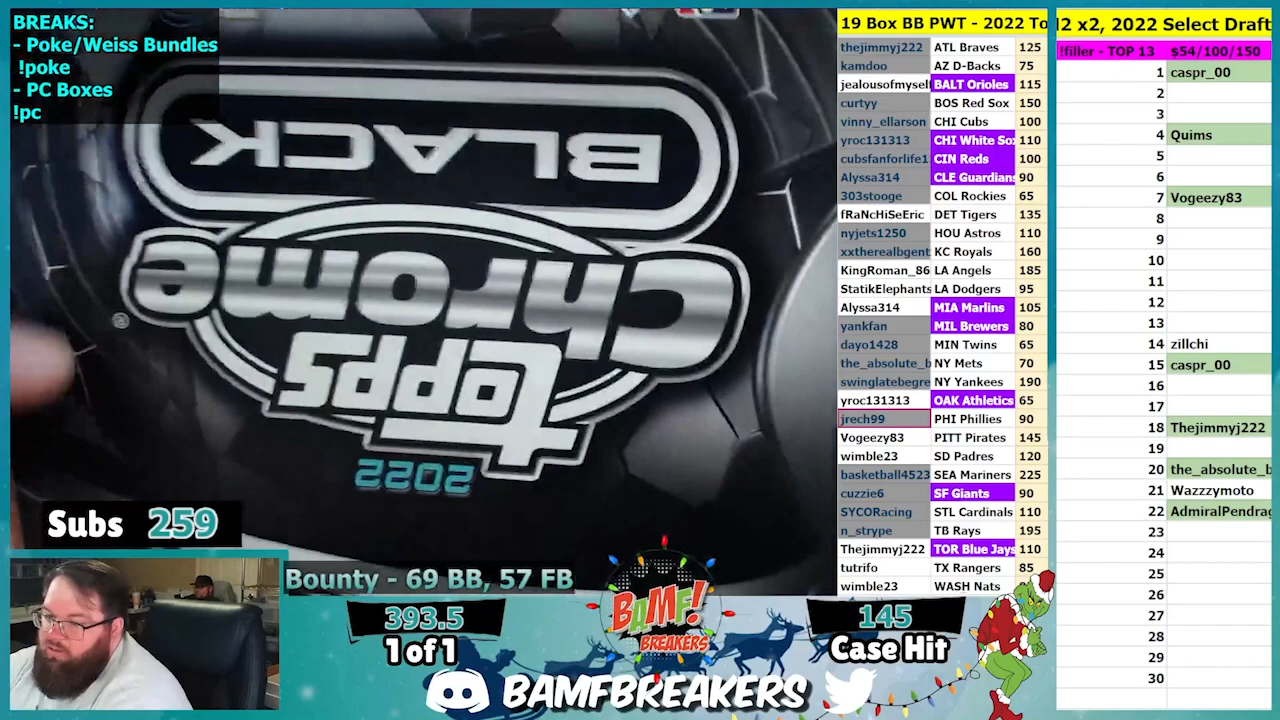 BREAKS:
- Poke/Weiss Bundles
!poke
- PC Boxes
!pc
BLACK
Chrome
®
topps
2022
Subs 259
Bounty - 69 BB, 57 FB
393.5
1 of 1
BAMF!
BREAKERS
145
Case Hit
BAMFBREAKERS
19 Box BB PWT - 2022 To
thejimmyj222 ATL Braves 125
kamdoo AZ D-Backs 75
jealousofmysel BALT Orioles 115
curtyy BOS Red Sox 150
vinny_ellarson CHI Cubs 100
yroc131313 CHI White So 110
cubsfanforlife1 CIN Reds 100
Alyssa314 CLE Guardians 90
303stooge COL Rockies 65
fRaNcHiSeEric DET Tigers 135
nyjets1250 HOU Astros 110
xxtherealbgent KC Royals 160
KingRoman_86 LA Angels 185
StatikElephants LA Dodgers 95
Alyssa314 MIA Marlins 105
yankfan MIL Brewers 80
dayo1428 MIN Twins 65
the_absolute_b NY Mets 70
swinglatebegre NY Yankees 190
yroc131313 OAK Athletics 65
jrech99 PHI Phillies 90
Vogeezy83 PITT Pirates 145
wimble23 SD Padres 120
basketball4523 SEA Mariners 225
cuzzie6 SF Giants 90
SYCORacing STL Cardinals 110
n_strype TB Rays 195
Thejimmyj222 TOR Blue Jays 110
tutrifo TX Rangers 85
wimble23 WASH Nats
2 x2, 2022 Select Draft
!filler - TOP 13 $54/100/150
1 caspr_00
2
3
4 Quims
5
6
7 Vogeezy83
8
9
10
11
12
13
14 zillchi
15 caspr_00
16
17
18 Thejimmyj222
19
20 the_absolute_b
21 Wazzzymoto
22 AdmiralPendrag
23
24
25
26
27
28
29
30